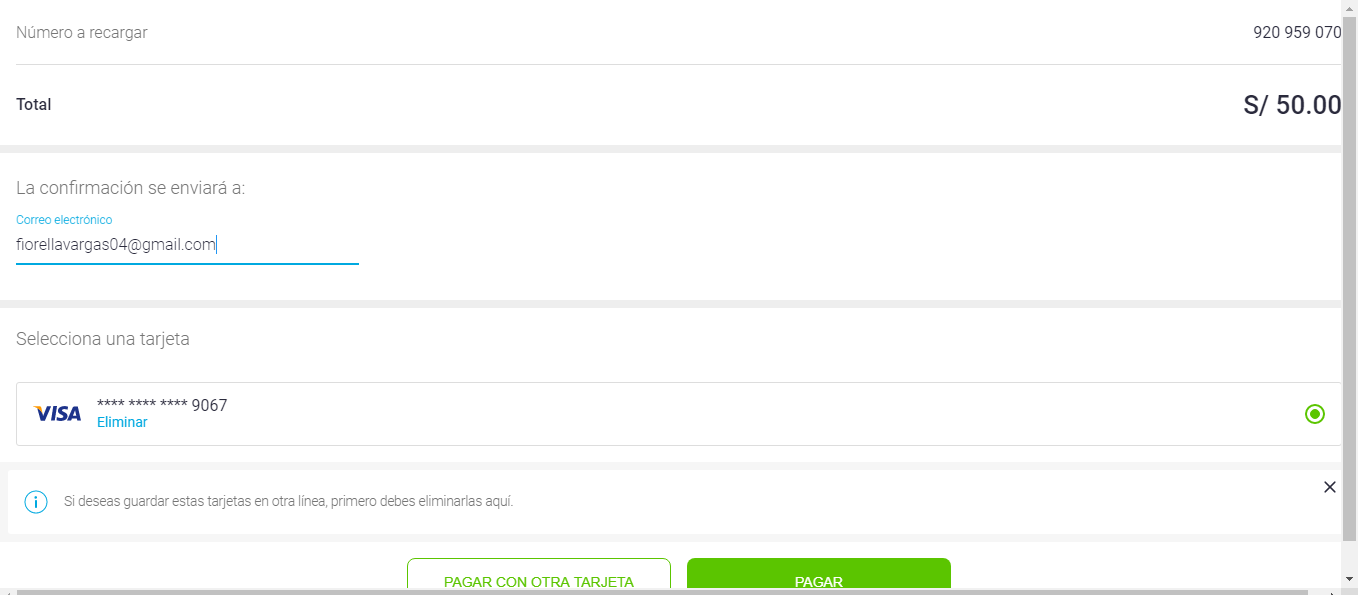 Número a recargar 920 959 070
Total S/ 50.00
La confirmación se enviará a:
Correo electrónico
fiorellavargas04@gmail.com
Selecciona una tarjeta
VISA **** **** **** 9067
Eliminar
Si deseas guardar estas tarjetas en otra línea, primero debes eliminarlas aquí.
PAGAR CON OTRA TARJETA PAGAR